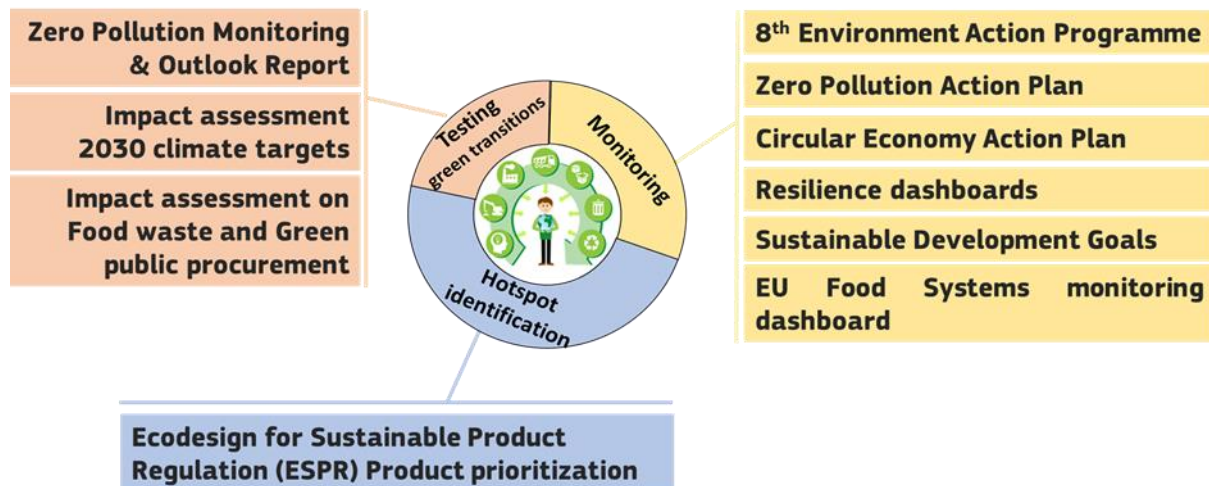 Zero Pollution Monitoring
& Outlook Report
Impact assessment
2030 climate targets
Impact assessment on
Food waste and Green
public procurement
Testing
green transitions
Monitoring
Hotspot
identification
8th Environment Action Programme
Zero Pollution Action Plan
Circular Economy Action Plan
Resilience dashboards
Sustainable Development Goals
EU Food Systems monitoring
dashboard
Ecodesign for Sustainable Product
Regulation (ESPR) Product prioritization